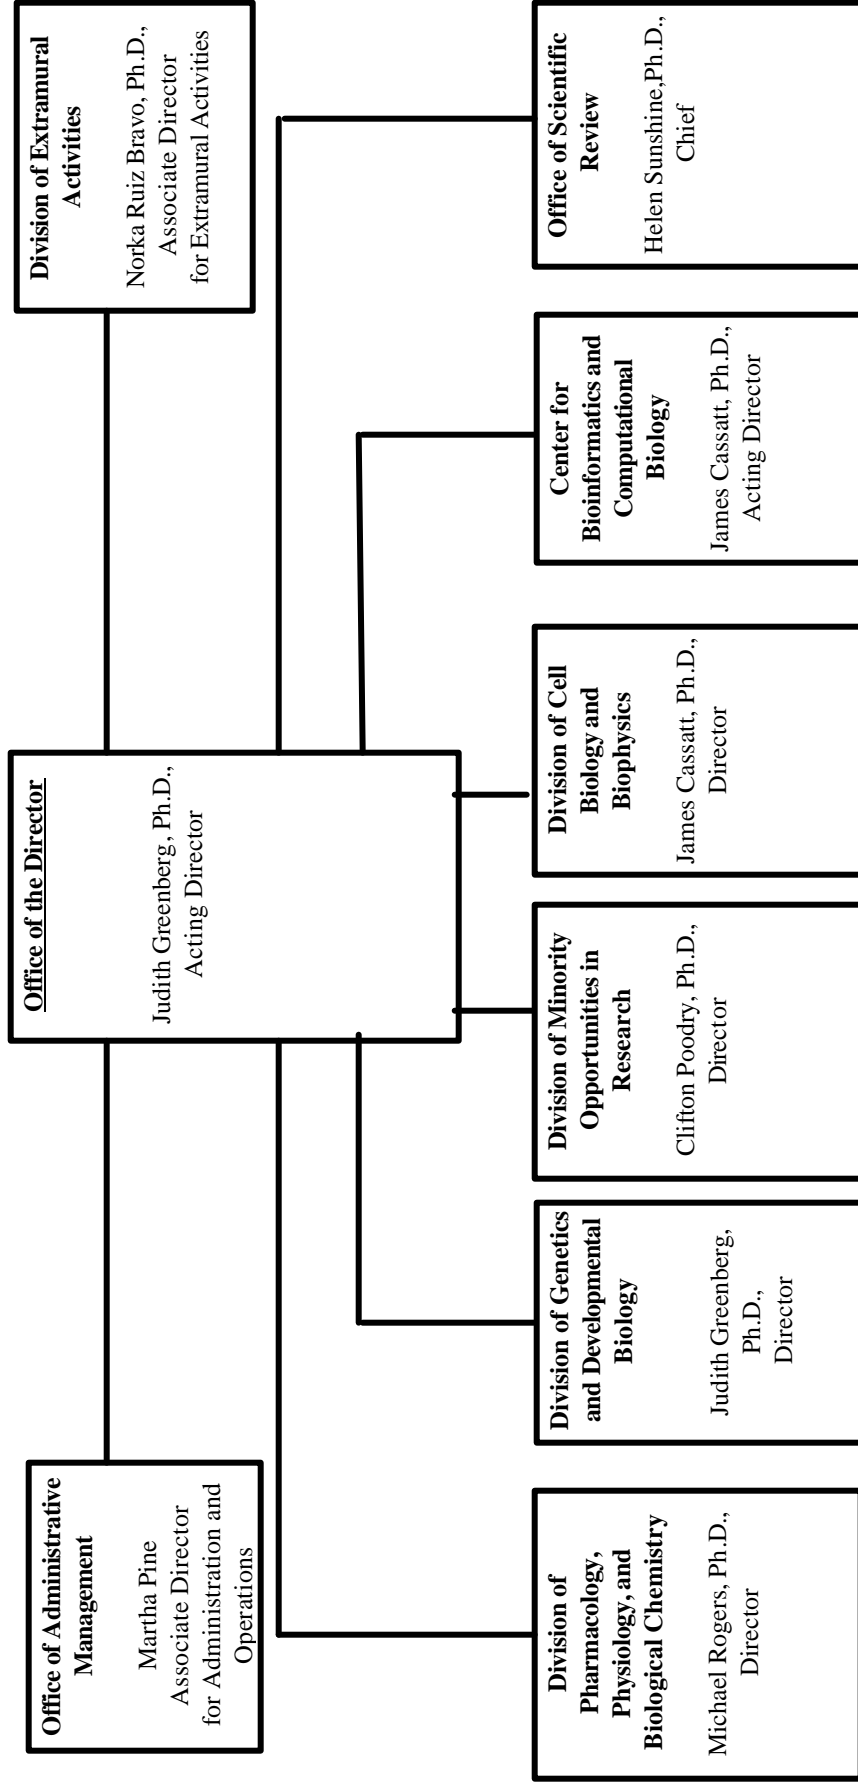 Office of Administrative
Management
Martha Pine
Associate Director
for Administration and
Operations
Office of the Director
Judith Greenberg, Ph.D.,
Acting Director
Division of Extramural
Activities
Norka Ruiz Bravo, Ph.D.,
Associate Director
for Extramural Activities
Division of
Pharmacology,
Physiology, and
Biological Chemistry
Michael Rogers, Ph.D.,
Director
Division of Genetics
and Developmental
Biology
Judith Greenberg,
Ph.D.,
Director
Division of Minority
Opportunities in
Research
Clifton Poodry, Ph.D.,
Director
Division of Cell
Biology and
Biophysics
James Cassatt, Ph.D.,
Director
Center for
Bioinformatics and
Computational
Biology
James Cassatt, Ph.D.,
Acting Director
Office of Scientific
Review
Helen Sunshine,Ph.D.,
Chief